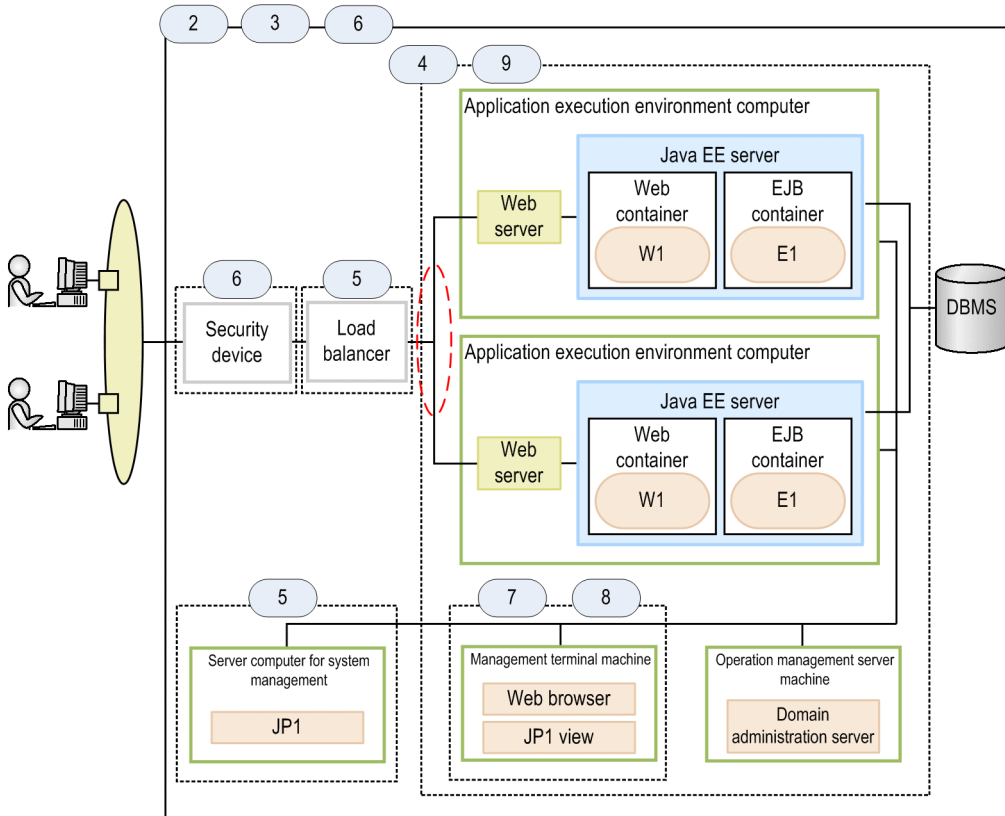 2
3
6
4
9
Application execution environment computer
Java EE server
Web
container
EJB
container
Web
server
W1
E1
6
5
Security
device
Load
balancer
DBMS
Application execution environment computer
Java EE server
Web
container
EJB
container
Web
server
W1
E1
5
7
8
Server computer for system
management
JP1
Management terminal machine
Web browser
JP1 view
Operation management server
machine
Domain
administration server